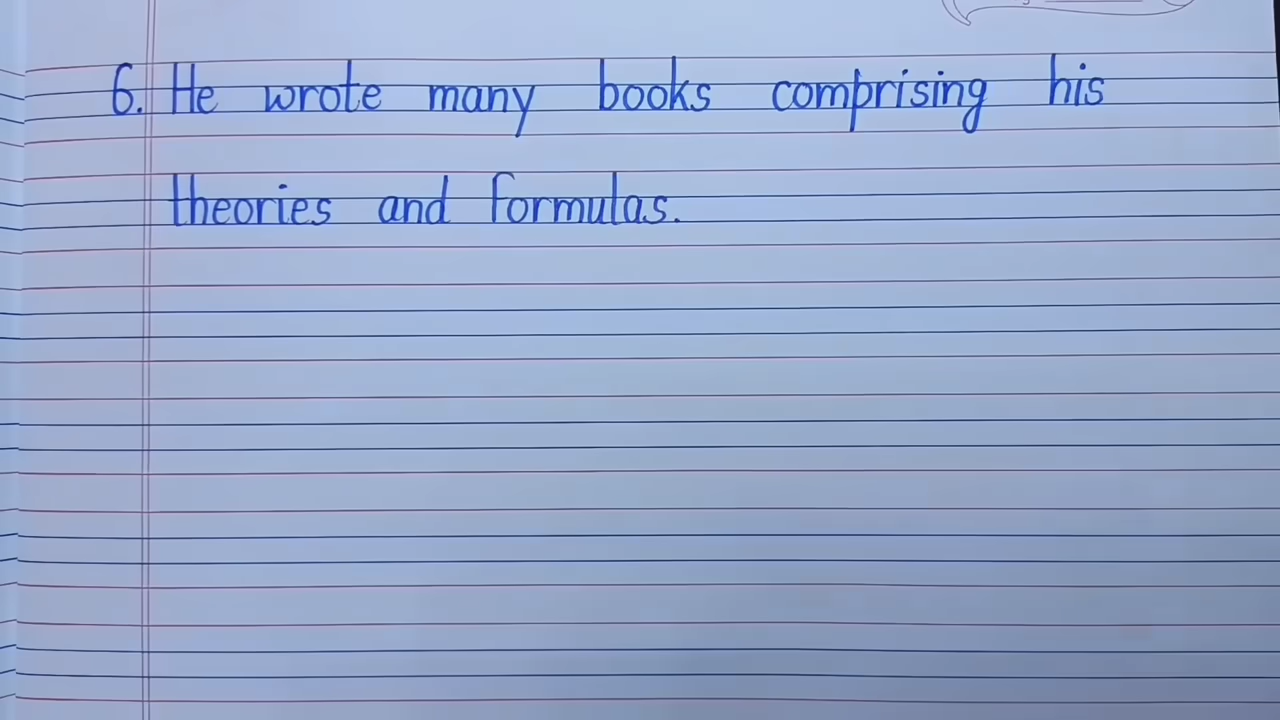 6. He wrote many books comprising his
theories and formulas.